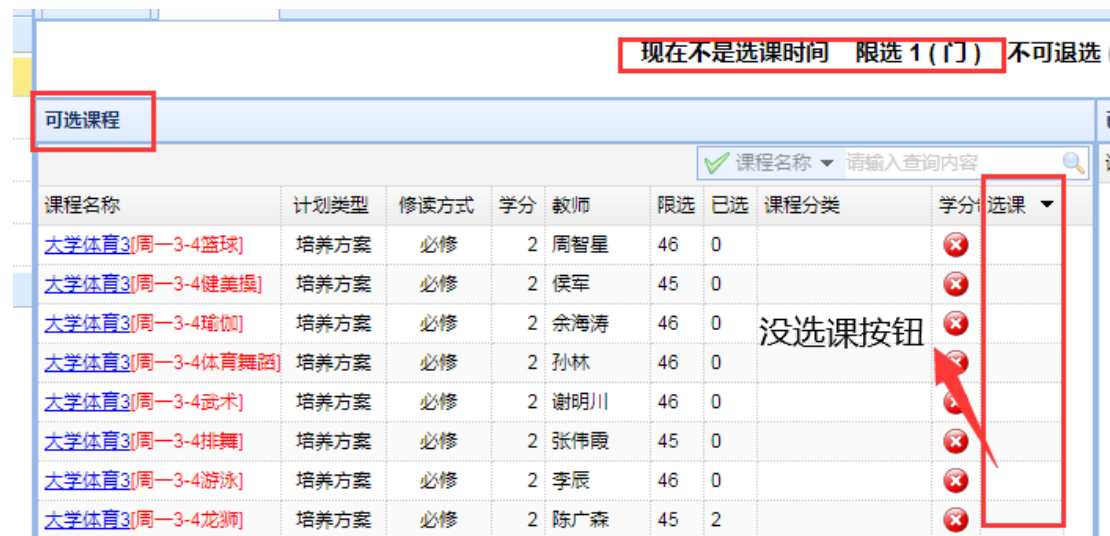 现在不是选课时间 限选 1 ( 门 ) 不可退选
可选课程
课程名称 请输入查询内容
课程名称 计划类型 修读方式 学分 教师 限选 已选 课程分类 学分 选课
大学体育3[周一3-4篮球] 培养方案 必修 2 周智星 46 0
大学体育3[周一3-4健美操] 培养方案 必修 2 侯军 45 0
大学体育3[周一3-4瑜伽] 培养方案 必修 2 余海涛 46 0
没选课按钮
大学体育3[周一3-4体育舞蹈] 培养方案 必修 2 孙林 46 0
大学体育3[周一3-4武术] 培养方案 必修 2 谢明川 46 0
大学体育3[周一3-4排舞] 培养方案 必修 2 张伟霞 45 0
大学体育3[周一3-4游泳] 培养方案 必修 2 李辰 46 0
大学体育3[周一3-4龙狮] 培养方案 必修 2 陈广森 45 2